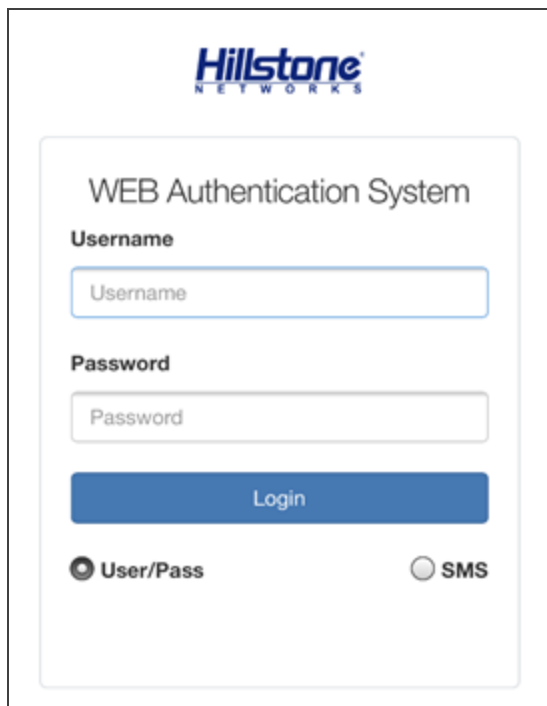 Hillstone
NETWORKS
WEB Authentication System
Username
Username
Password
Password
Login
User/Pass SMS